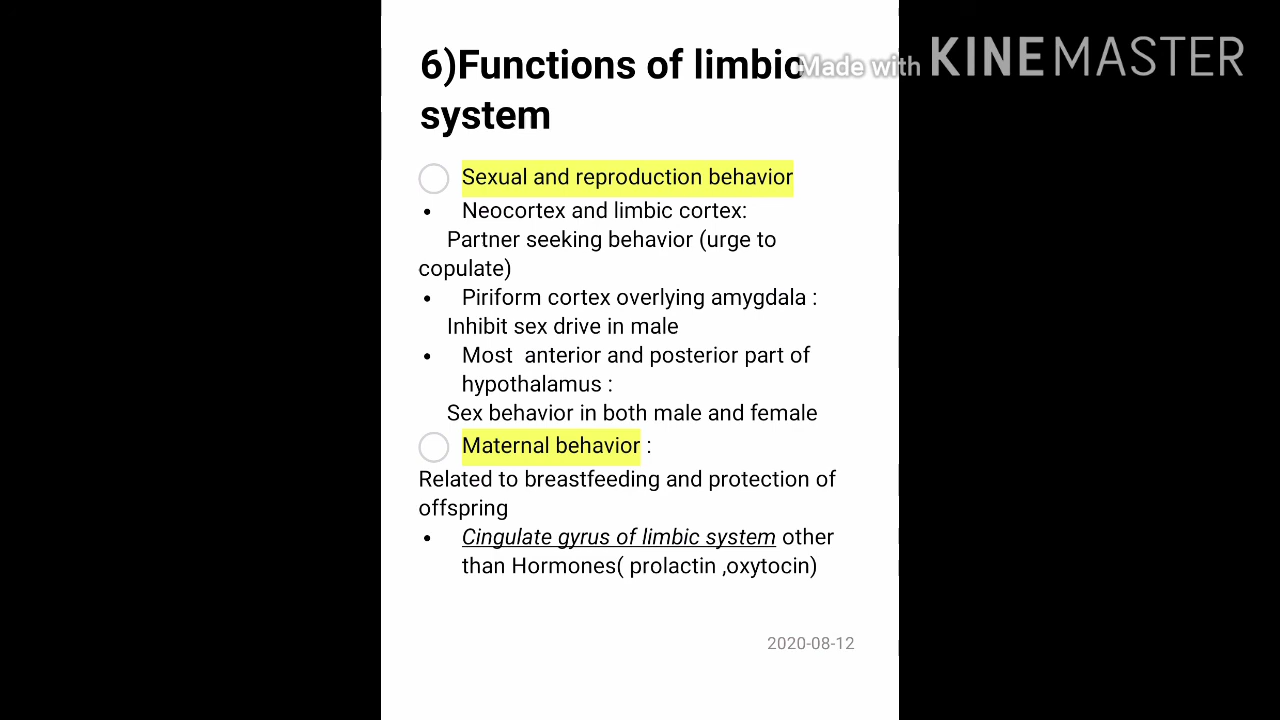 6)Functions of limbic
Made with KINEMASTER
system
Sexual and reproduction behavior
• Neocortex and limbic cortex:
Partner seeking behavior (urge to
copulate)
• Piriform cortex overlying amygdala :
Inhibit sex drive in male
• Most anterior and posterior part of
hypothalamus :
Sex behavior in both male and female
Maternal behavior :
Related to breastfeeding and protection of
offspring
• Cingulate gyrus of limbic system other
than Hormones( prolactin ,oxytocin)
2020-08-12